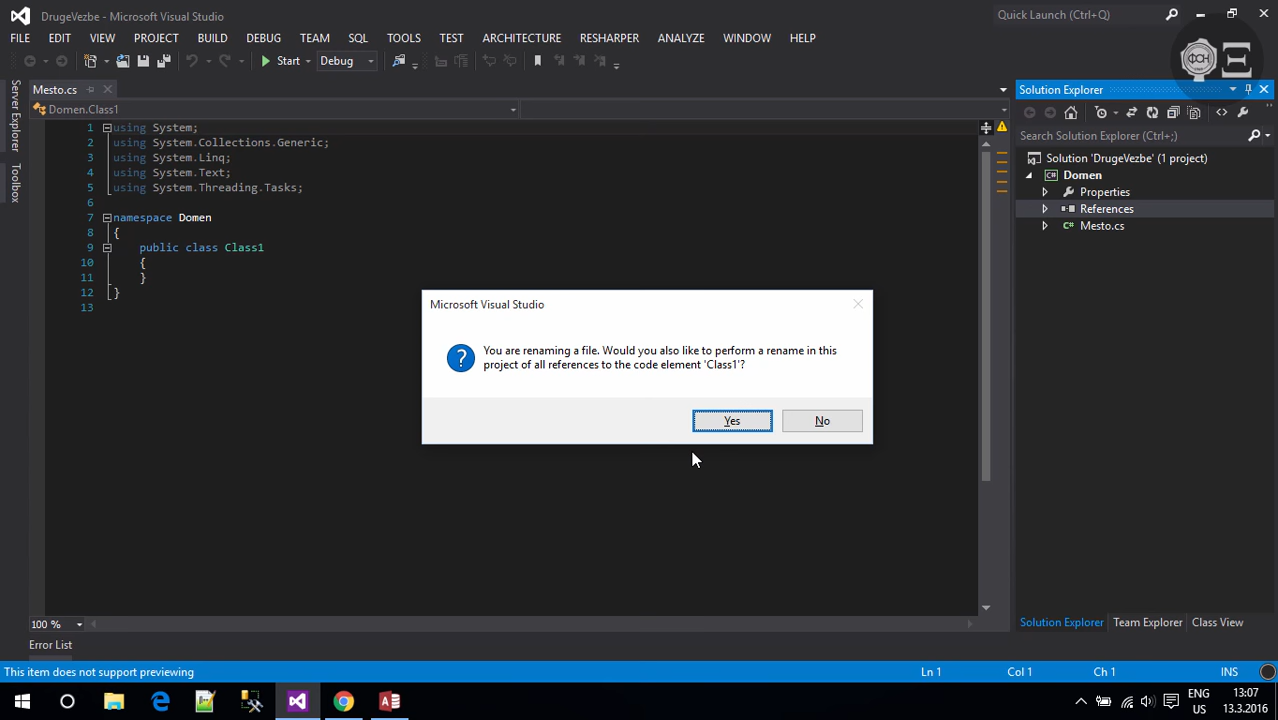 DrugeVezbe - Microsoft Visual Studio
Quick Launch (Ctrl+Q)
FILE EDIT VIEW PROJECT BUILD DEBUG TEAM SQL TOOLS TEST ARCHITECTURE RESHARPER ANALYZE WINDOW HELP
Start Debug
ФОН
Server Explorer
Toolbox
Mesto.cs
Domen.Class1
1 using System;
2 using System.Collections.Generic;
3 using System.Linq;
4 using System.Text;
5 using System.Threading.Tasks;
6
7 namespace Domen
8 {
9 public class Class1
10 {
11 }
12 }
13
Microsoft Visual Studio
You are renaming a file. Would you also like to perform a rename in this
project of all references to the code element 'Class1'?
Yes No
Solution Explorer
Search Solution Explorer (Ctrl+;)
Solution 'DrugeVezbe' (1 project)
C# Domen
Properties
References
C# Mesto.cs
100 %
Solution Explorer Team Explorer Class View
Error List
This item does not support previewing
Ln 1 Col 1 Ch 1 INS
ENG
US
13:07
13.3.2016